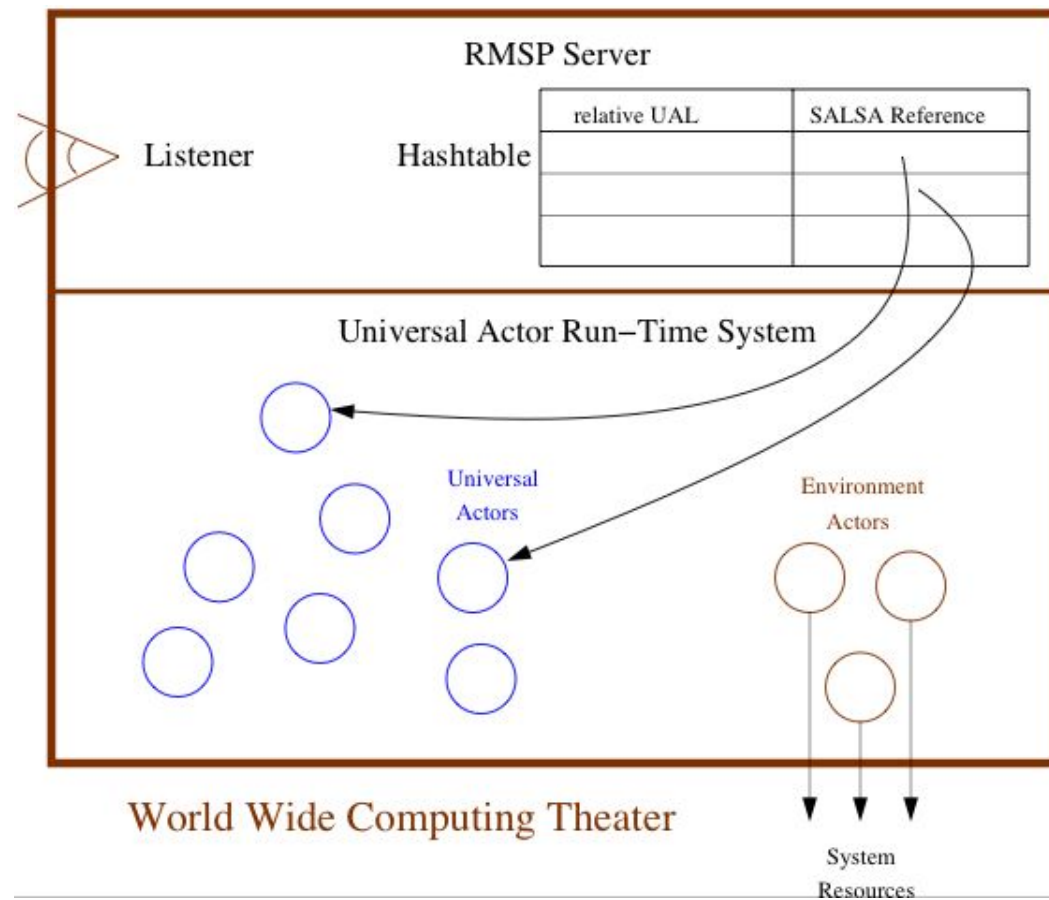 RMSP Server
relative UAL
SALSA Reference
Listener
Hashtable
Universal Actor Run−Time System
Universal
Actors
Environment
Actors
World Wide Computing Theater
System
Resources